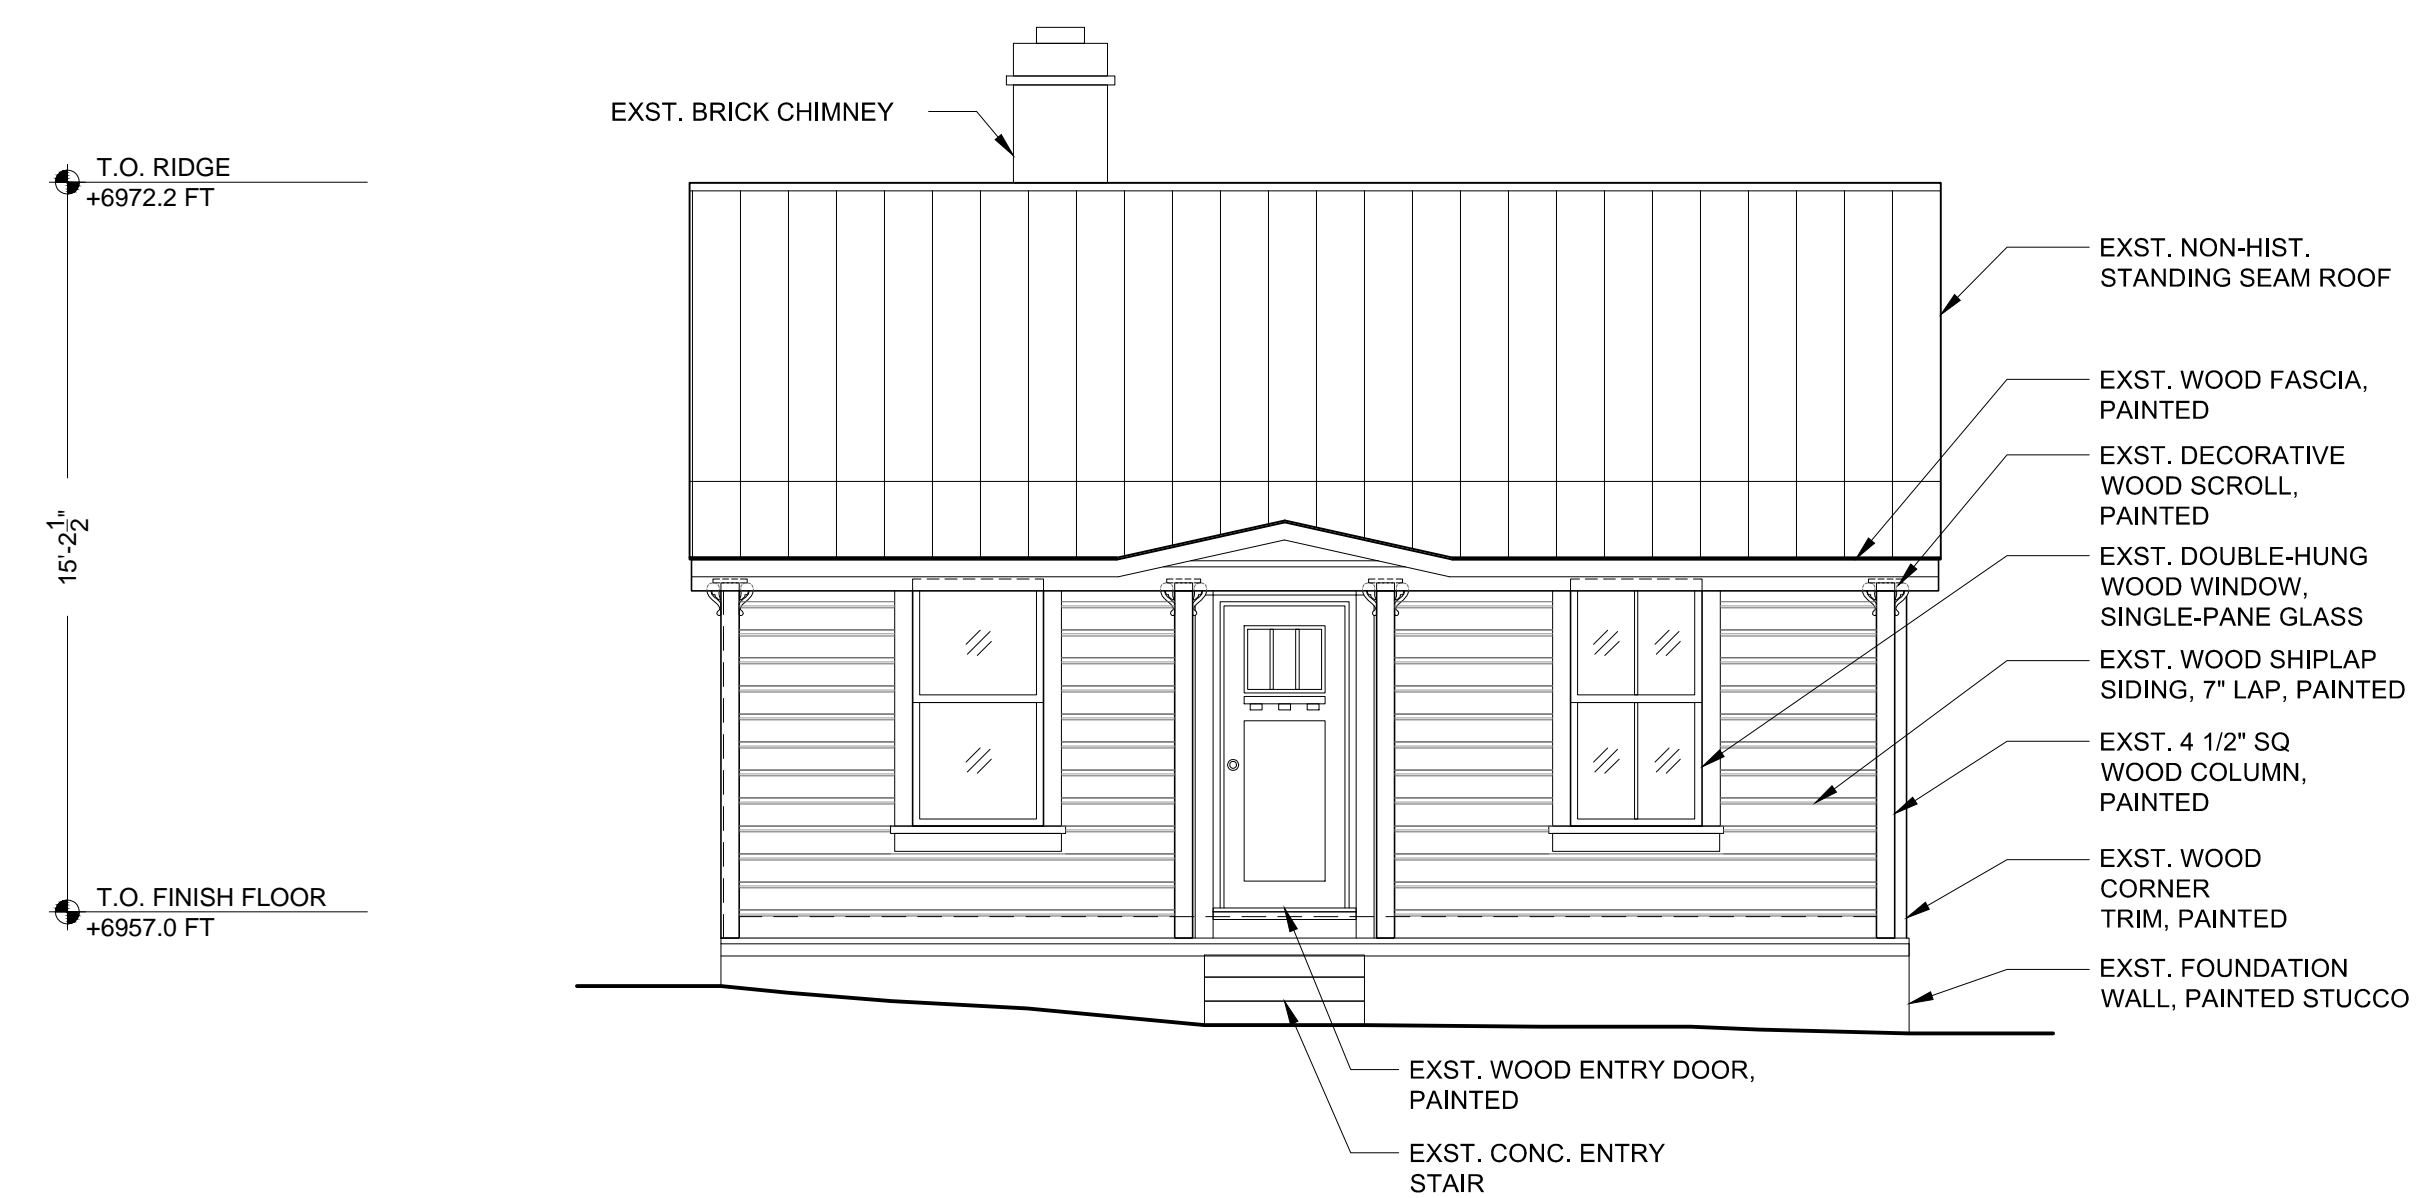 EXST. BRICK CHIMNEY
T.O. RIDGE
+6972.2 FT
15'-2 1/2"
T.O. FINISH FLOOR
+6957.0 FT
EXST. NON-HIST.
STANDING SEAM ROOF
EXST. WOOD FASCIA,
PAINTED
EXST. DECORATIVE
WOOD SCROLL,
PAINTED
EXST. DOUBLE-HUNG
WOOD WINDOW,
SINGLE-PANE GLASS
EXST. WOOD SHIPLAP
SIDING, 7" LAP, PAINTED
EXST. 4 1/2" SQ
WOOD COLUMN,
PAINTED
EXST. WOOD
CORNER
TRIM, PAINTED
EXST. FOUNDATION
WALL, PAINTED STUCCO
EXST. WOOD ENTRY DOOR,
PAINTED
EXST. CONC. ENTRY
STAIR